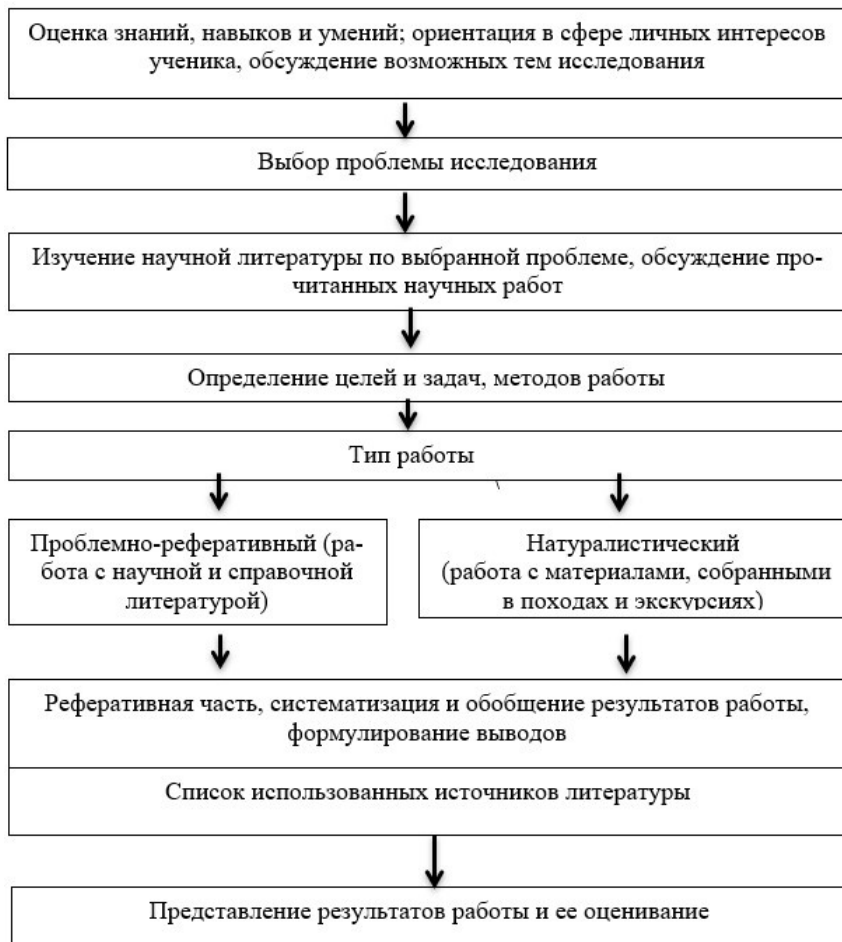 Оценка знаний, навыков и умений; ориентация в сфере личных интересов
ученика, обсуждение возможных тем исследования
Выбор проблемы исследования
Изучение научной литературы по выбранной проблеме, обсуждение про-
читанных научных работ
Определение целей и задач, методов работы
Тип работы
Проблемно-реферативный (ра-
бота с научной и справочной
литературой)
Натуралистический
(работа с материалами, собранными
в походах и экскурсиях)
Реферативная часть, систематизация и обобщение результатов работы,
формулирование выводов
Список использованных источников литературы
Представление результатов работы и ее оценивание